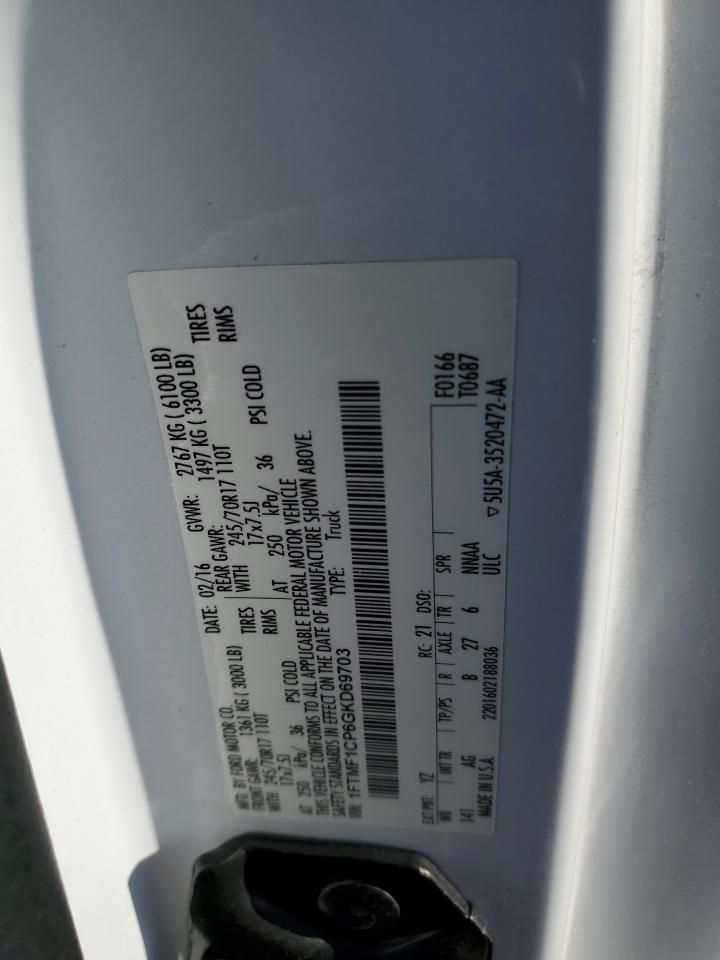 MFD. BY FORD MOTOR CO.
DATE: 02/16 GVWR: 2767 KG ( 6100 LB)
FRONT GAWR: 1361 KG ( 3000 LB) REAR GAWR: 1497 KG ( 3300 LB)
WITH 245/70R17 110T TIRES WITH 245/70R17 110T TIRES
17x7.5J RIMS 17x7.5J RIMS
AT 250 kPa/ 36 PSI COLD AT 250 kPa/ 36 PSI COLD
THIS VEHICLE CONFORMS TO ALL APPLICABLE FEDERAL MOTOR VEHICLE
SAFETY STANDARDS IN EFFECT ON THE DATE OF MANUFACTURE SHOWN ABOVE.
VIN: 1FTMF1CP6GKD69703 TYPE: Truck
F0166
T0687
EXT PNT: YZ RC: 21 DSO:
WB INT TR TP/PS R AXLE TR SPR
141 AG B 27 6 NNAA
MADE IN U.S.A. 2201602188036 ULC
▽5U5A-3520472-AA